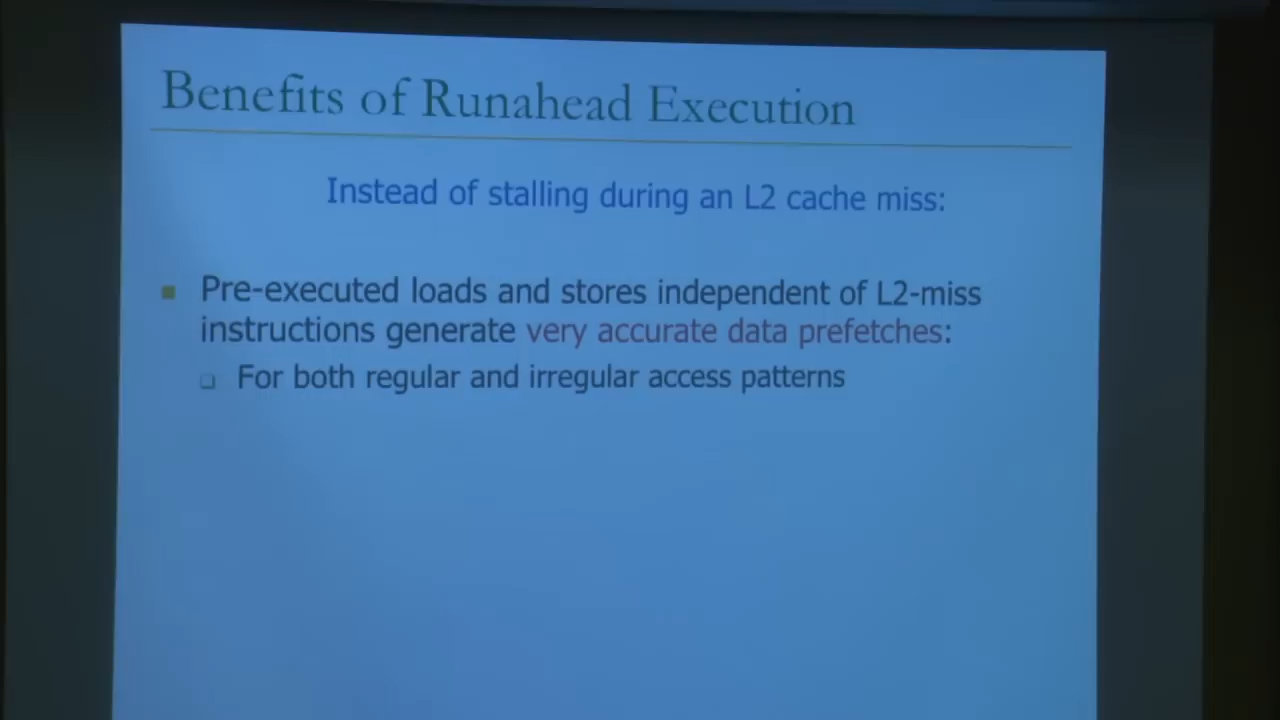 Benefits of Runahead Execution
Instead of stalling during an L2 cache miss:
Pre-executed loads and stores independent of L2-miss
instructions generate very accurate data prefetches:
For both regular and irregular access patterns